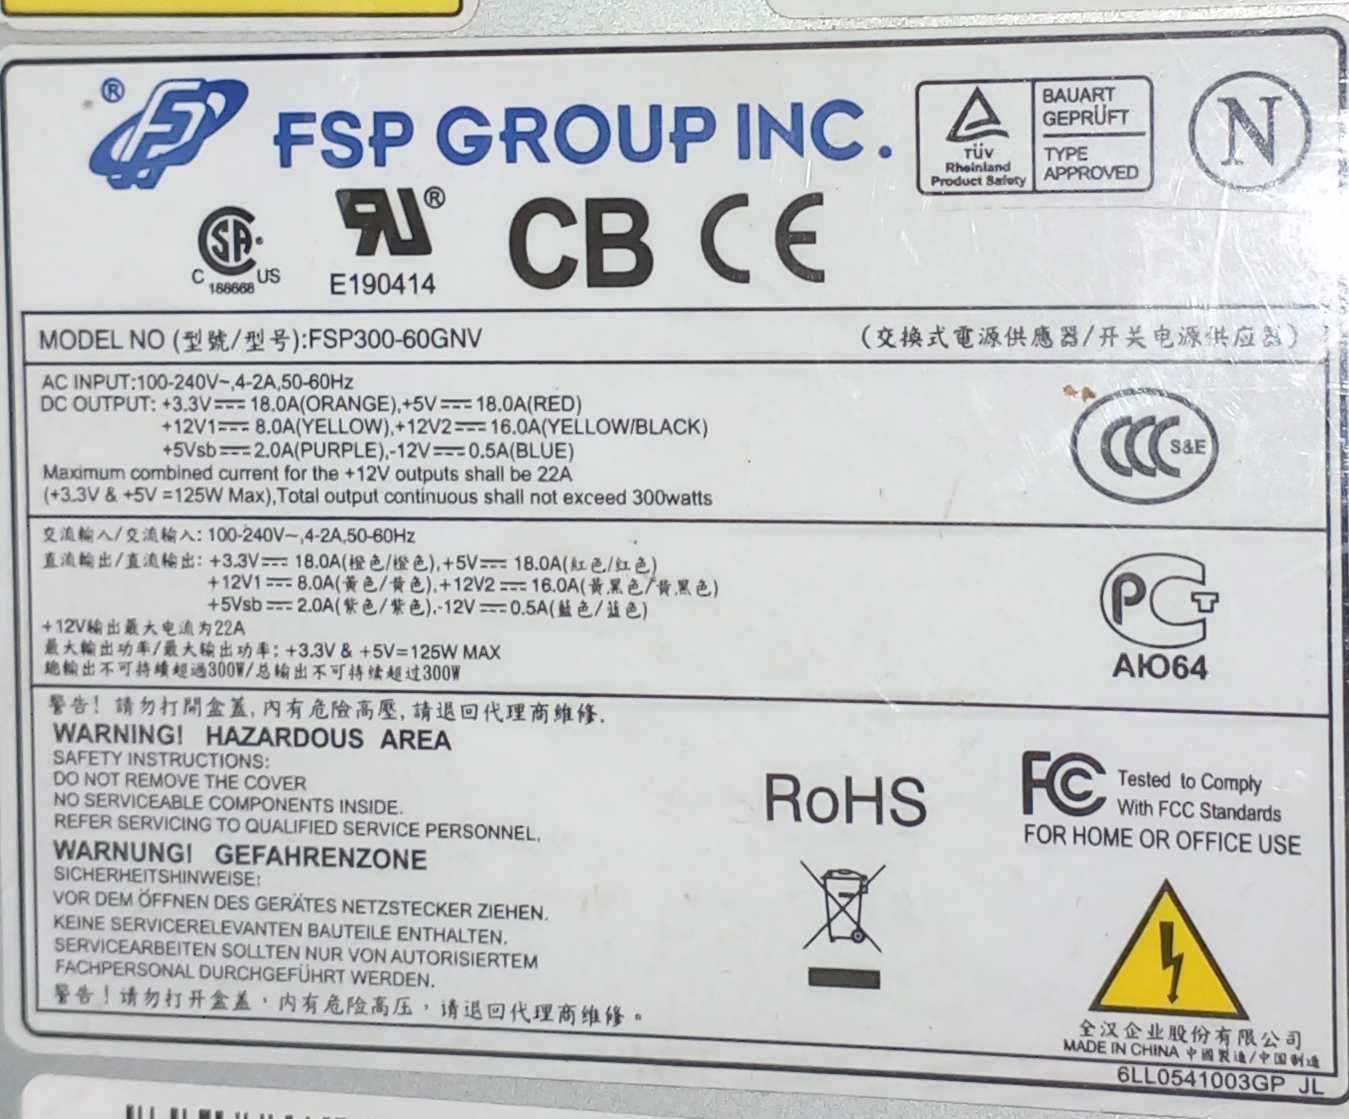 ® FSP GROUP INC.
TÜV Rheinland Product Safety
BAUART GEPRÜFT
TYPE APPROVED
N
C SA US 188668
RU® E190414
CB CE
MODEL NO (型號/型号):FSP300-60GNV (交換式電源供應器/开关电源供应器)
AC INPUT:100-240V~,4-2A,50-60Hz
DC OUTPUT: +3.3V⎓18.0A(ORANGE),+5V⎓18.0A(RED)
+12V1⎓8.0A(YELLOW),+12V2⎓16.0A(YELLOW/BLACK)
+5Vsb⎓2.0A(PURPLE),-12V⎓0.5A(BLUE)
Maximum combined current for the +12V outputs shall be 22A
(+3.3V & +5V =125W Max),Total output continuous shall not exceed 300watts
CCC S&E
交流輸入/交流输入: 100-240V~,4-2A,50-60Hz
直流輸出/直流输出: +3.3V⎓18.0A(橙色/橙色),+5V⎓18.0A(紅色/红色)
+12V1⎓8.0A(黃色/黄色),+12V2⎓16.0A(黃黑色/黄黑色)
+5Vsb⎓2.0A(紫色/紫色),-12V⎓0.5A(藍色/蓝色)
+12V输出最大电流为22A
最大輸出功率/最大输出功率: +3.3V & +5V=125W MAX
總輸出不可持續超過300W/总输出不可持续超过300W
РСТ
АЮ64
警告! 請勿打開盒蓋,內有危險高壓,請退回代理商維修.
WARNING! HAZARDOUS AREA
SAFETY INSTRUCTIONS:
DO NOT REMOVE THE COVER
NO SERVICEABLE COMPONENTS INSIDE.
REFER SERVICING TO QUALIFIED SERVICE PERSONNEL.
WARNUNG! GEFAHRENZONE
SICHERHEITSHINWEISE:
VOR DEM ÖFFNEN DES GERÄTES NETZSTECKER ZIEHEN.
KEINE SERVICERELEVANTEN BAUTEILE ENTHALTEN.
SERVICEARBEITEN SOLLTEN NUR VON AUTORISIERTEM
FACHPERSONAL DURCHGEFÜHRT WERDEN.
警告！请勿打开盒盖，内有危险高压，请退回代理商维修。
RoHS
FC Tested to Comply
With FCC Standards
FOR HOME OR OFFICE USE
全汉企业股份有限公司
MADE IN CHINA 中國製造/中国制造
6LL0541003GP JL